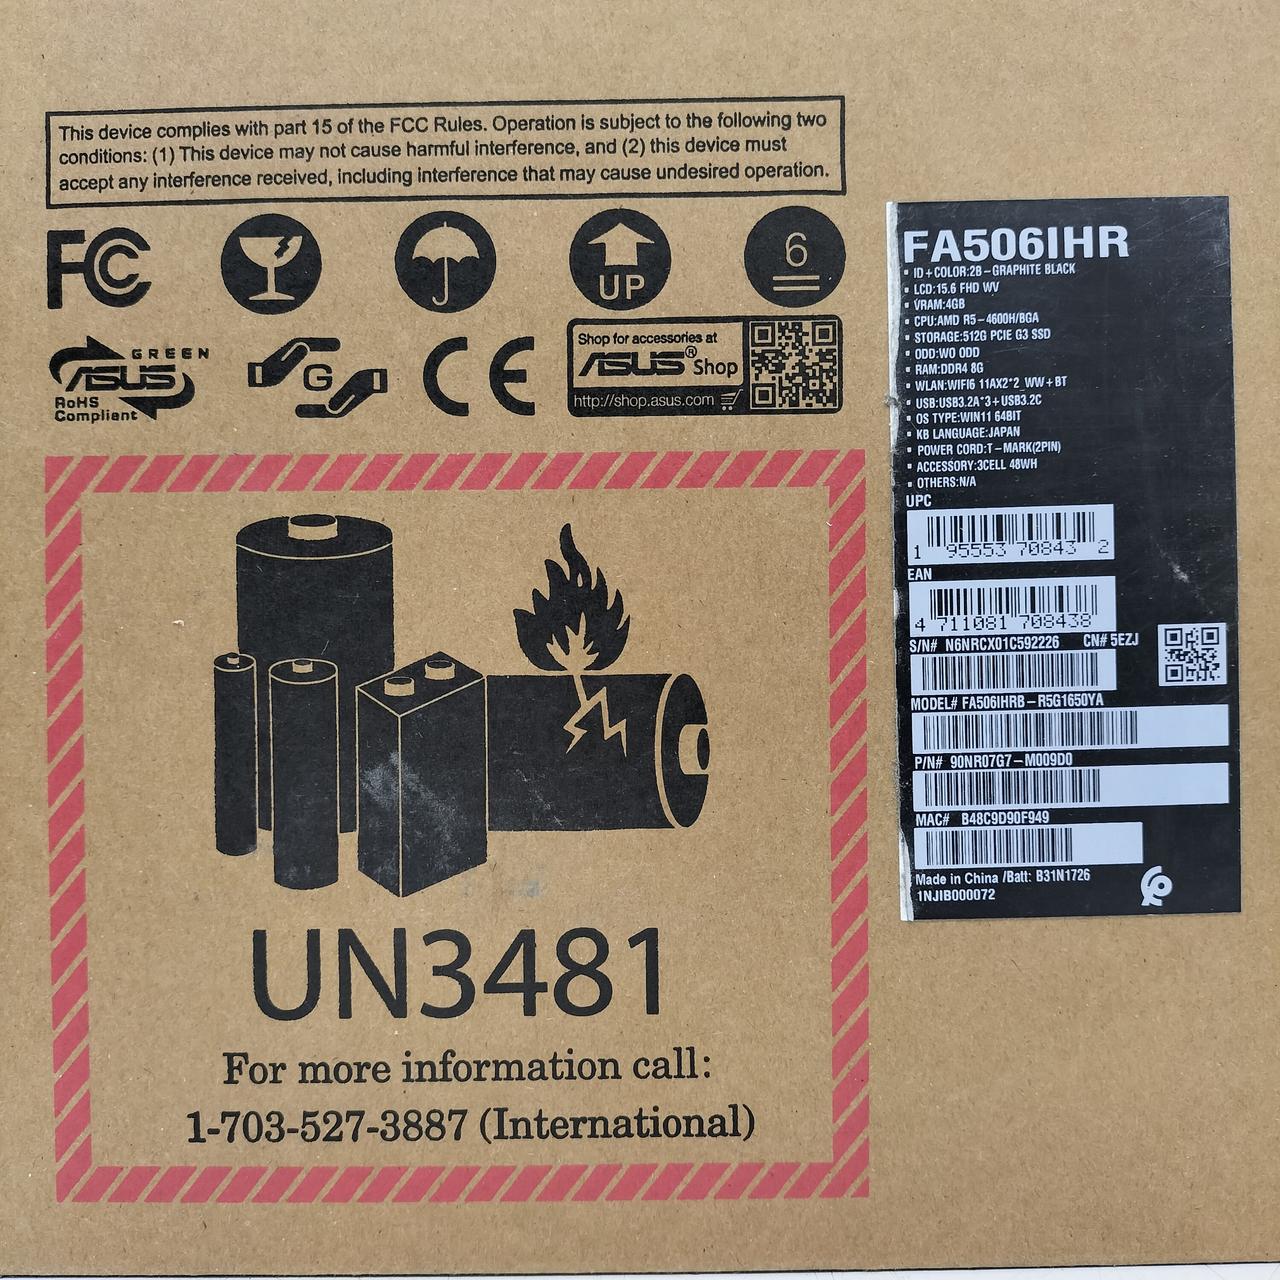 This device complies with part 15 of the FCC Rules. Operation is subject to the following two
conditions: (1) This device may not cause harmful interference, and (2) this device must
accept any interference received, including interference that may cause undesired operation.
FC
UP
6
GREEN
ASUS
RoHS
Compliant
G
CE
Shop for accessories at
ASUS® Shop
http://shop.asus.com
UN3481
For more information call:
1-703-527-3887 (International)
FA506IHR
ID+COLOR:2B-GRAPHITE BLACK
LCD:15.6 FHD WV
VRAM:4GB
CPU:AMD R5-4600H/BGA
STORAGE:512G PCIE G3 SSD
ODD:WO ODD
RAM:DDR4 8G
WLAN:WIFI6 11AX2*2_WW+BT
USB:USB3.2A*3+USB3.2C
OS TYPE:WIN11 64BIT
KB LANGUAGE:JAPAN
POWER CORD:T-MARK(2PIN)
ACCESSORY:3CELL 48WH
OTHERS:N/A
UPC
1 95553 70843 2
EAN
4 711081 708438
S/N# N6NRCX01C592226 CN# 5EZJ
MODEL# FA506IHRB-R5G1650YA
P/N# 90NR07G7-M009D0
MAC# B48C9D90F949
Made in China /Batt: B31N1726
1NJIB000072